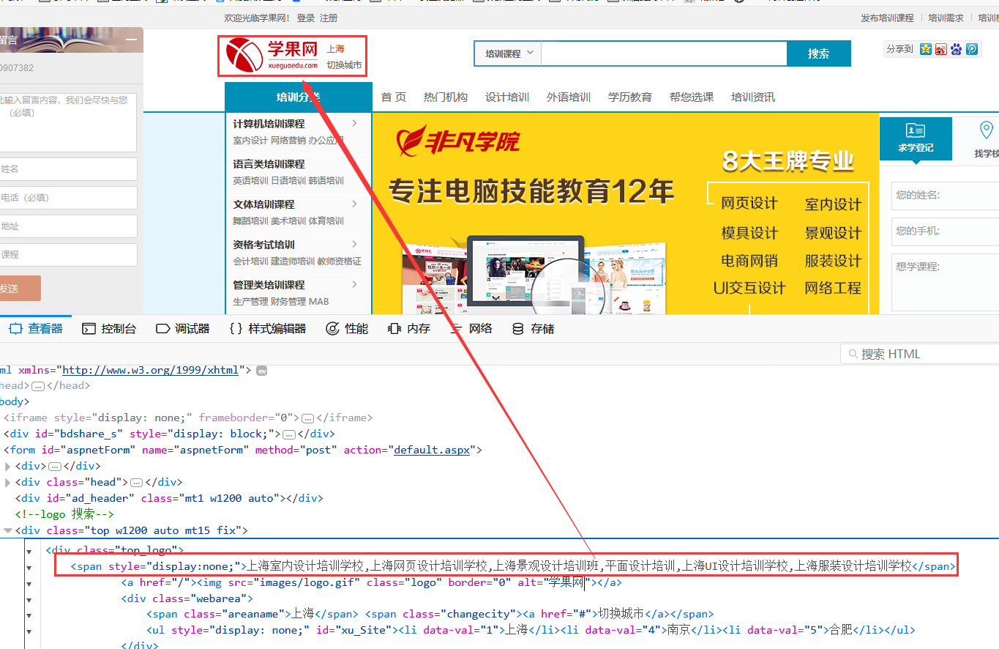 欢迎光临学果网! 登录 注册
发布培训课程 培训需求
留言
0907382
此输入留言内容，我们会尽快与您
（必填）
姓名
电话（必填）
地址
课程
发送
学果网
xueguoedu.com
上海
切换城市
培训课程
搜索
分享到
培训分类
首 页 热门机构 设计培训 外语培训 学历教育 帮您选课 培训资讯
计算机培训课程
室内设计 网络营销 办公应用
语言类培训课程
英语培训 日语培训 韩语培训
文体培训课程
舞蹈培训 美术培训 体育培训
资格考试培训
会计培训 建造师培训 教师资格证
管理类培训课程
生产管理 财务管理 MAB
非凡学院
专注电脑技能教育12年
8大王牌专业
网页设计 室内设计
模具设计 景观设计
电商网销 服装设计
UI交互设计 网络工程
求学登记
找学校
您的姓名:
您的手机:
想学课程:
查看器 控制台 调试器 {} 样式编辑器 性能 内存 网络 存储
搜索 HTML
ml xmlns="http://www.w3.org/1999/xhtml"> ev
head>…</head>
body>
<iframe style="display: none;" frameborder="0">…</iframe>
<div id="bdshare_s" style="display: block;">…</div>
<form id="aspnetForm" name="aspnetForm" method="post" action="default.aspx">
<div>…</div>
<div class="head">…</div>
<div id="ad_header" class="mt1 w1200 auto"></div>
<!--logo 搜索-->
<div class="top w1200 auto mt15 fix">
<div class="top_logo">
<span style="display:none;">上海室内设计培训学校,上海网页设计培训学校,上海景观设计培训班,平面设计培训,上海UI设计培训学校,上海服装设计培训学校</span>
<a href="/"><img src="images/logo.gif" class="logo" border="0" alt="学果网"></a>
<div class="webarea">
<span class="areaname">上海</span> <span class="changecity"><a href="#">切换城市</a></span>
<ul style="display: none;" id="xu_Site"><li data-val="1">上海</li><li data-val="4">南京</li><li data-val="5">合肥</li></ul>
</div>